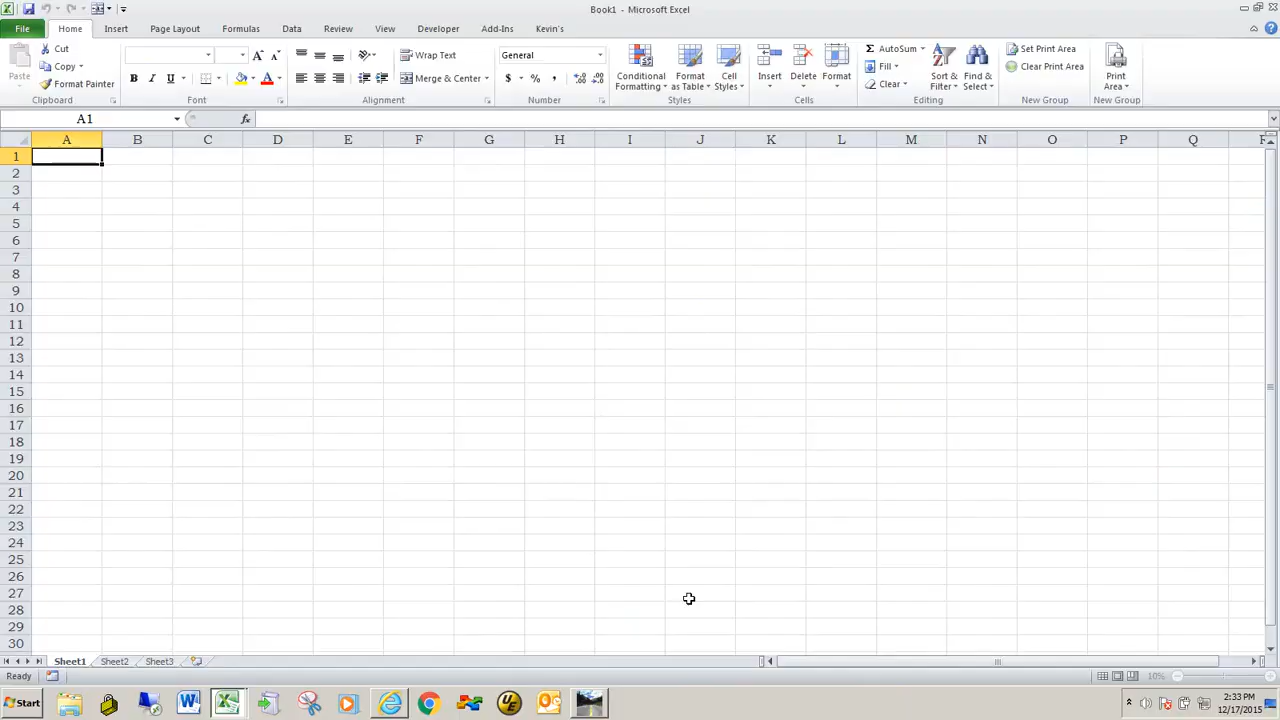 Book1 - Microsoft Excel
File Home Insert Page Layout Formulas Data Review View Developer Add-Ins Kevin's
Paste
Cut
Copy
Format Painter
Clipboard
Font
Wrap Text
Merge & Center
Alignment
General
$ % ,
Number
Conditional Formatting
Format as Table
Cell Styles
Styles
Insert
Delete
Format
Cells
AutoSum
Fill
Clear
Sort & Filter
Find & Select
Editing
Set Print Area
Clear Print Area
New Group
Print Area
New Group
A1
fx
A B C D E F G H I J K L M N O P Q
1
2
3
4
5
6
7
8
9
10
11
12
13
14
15
16
17
18
19
20
21
22
23
24
25
26
27
28
29
30
Sheet1 Sheet2 Sheet3
Ready
10%
Start
2:33 PM
12/17/2015